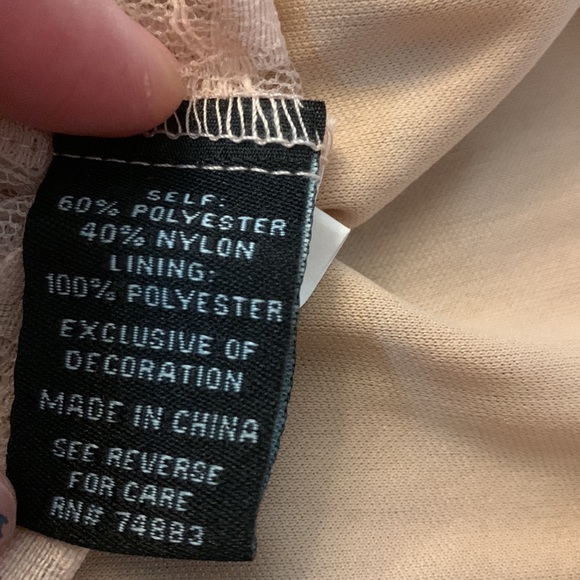 SELF:
60% POLYESTER
40% NYLON
LINING:
100% POLYESTER
EXCLUSIVE OF
DECORATION
MADE IN CHINA
SEE REVERSE
FOR CARE
RN# 74883